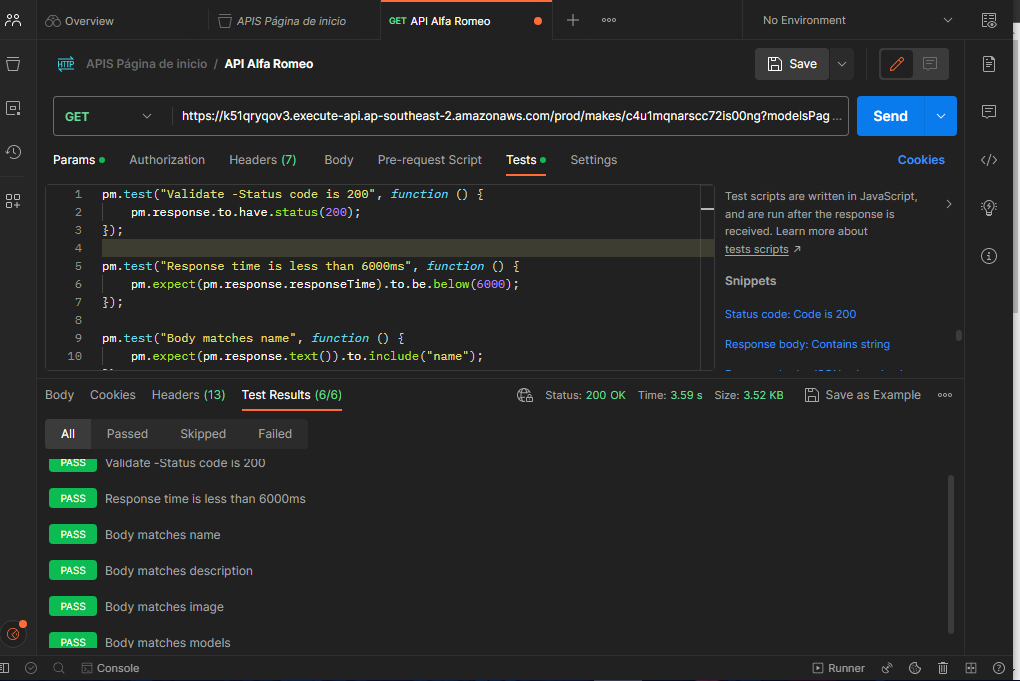 Overview
APIS Página de inicio
GET API Alfa Romeo
No Environment
HTTP APIS Página de inicio / API Alfa Romeo
Save
GET
https://k51qryqov3.execute-api.ap-southeast-2.amazonaws.com/prod/makes/c4u1mqnarscc72is00ng?modelsPag ...
Send
Params
Authorization
Headers (7)
Body
Pre-request Script
Tests
Settings
Cookies
1 pm.test("Validate -Status code is 200", function () {
2 pm.response.to.have.status(200);
3 });
4
5 pm.test("Response time is less than 6000ms", function () {
6 pm.expect(pm.response.responseTime).to.be.below(6000);
7 });
8
9 pm.test("Body matches name", function () {
10 pm.expect(pm.response.text()).to.include("name");
Test scripts are written in JavaScript,
and are run after the response is
received. Learn more about
tests scripts ↗
Snippets
Status code: Code is 200
Response body: Contains string
Body
Cookies
Headers (13)
Test Results (6/6)
Status: 200 OK
Time: 3.59 s
Size: 3.52 KB
Save as Example
All
Passed
Skipped
Failed
PASS Validate -Status code is 200
PASS Response time is less than 6000ms
PASS Body matches name
PASS Body matches description
PASS Body matches image
PASS Body matches models
Console
Runner